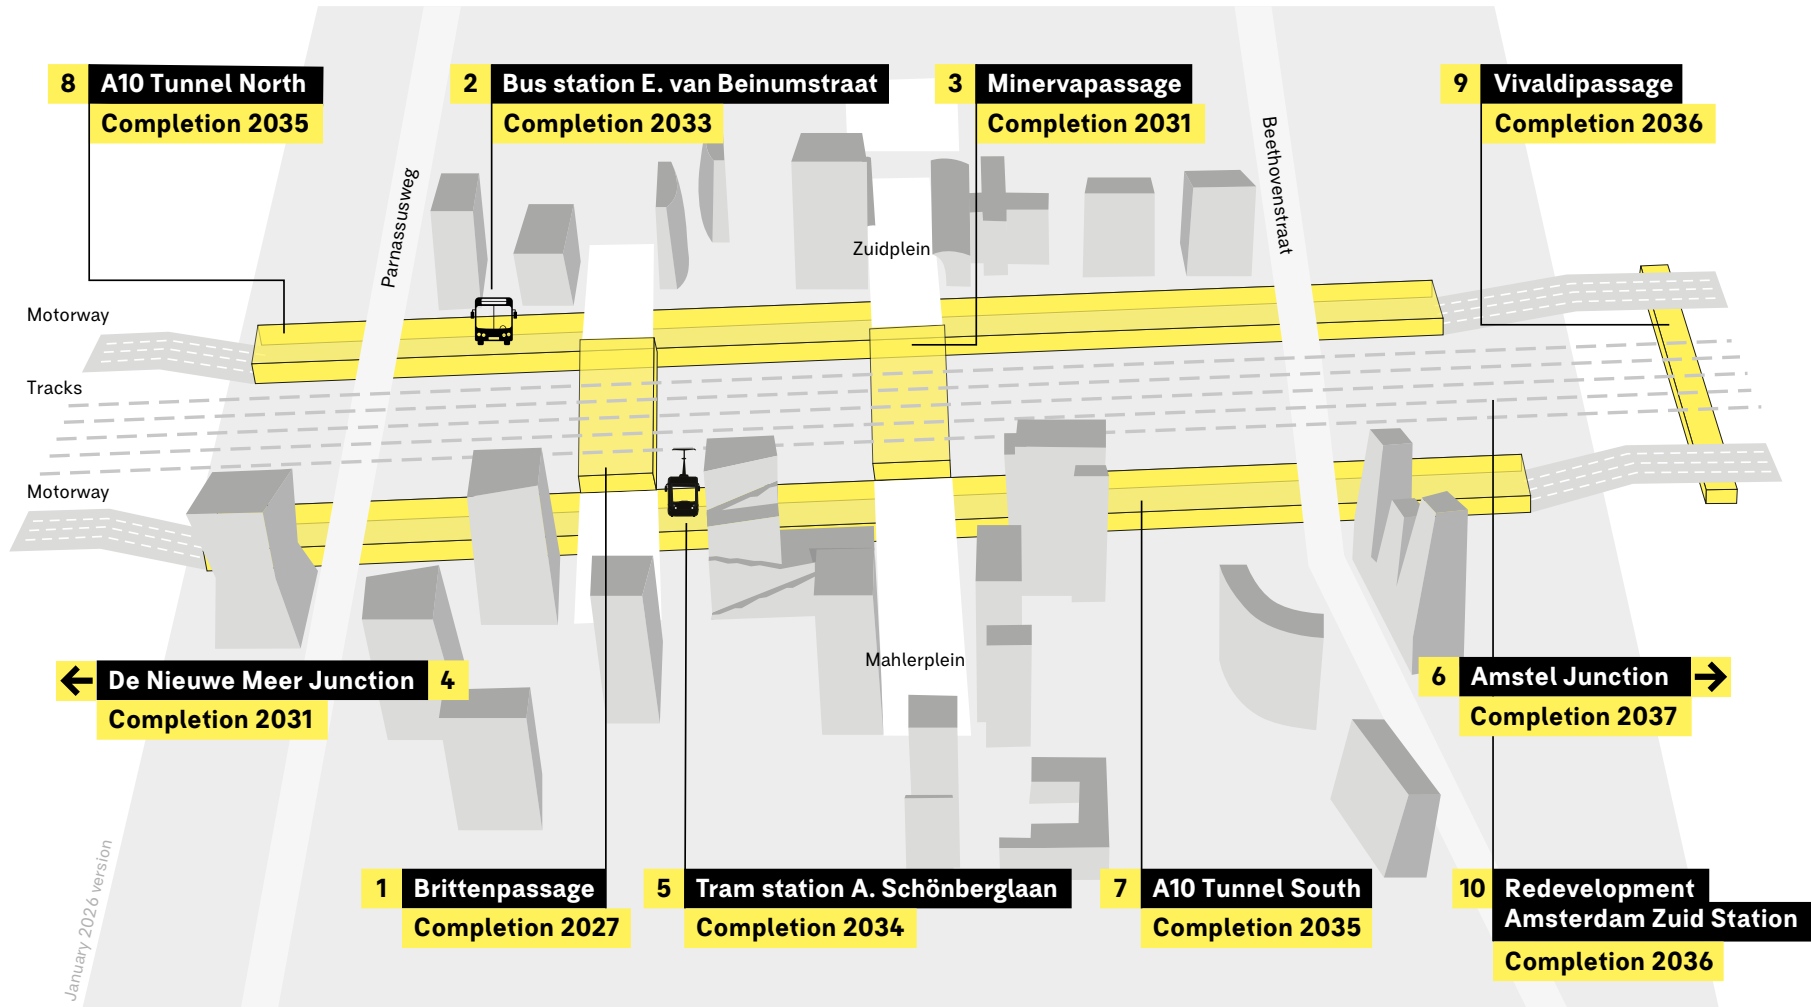 8 A10 Tunnel North
Completion 2035
2 Bus station E. van Beinumstraat
Completion 2033
3 Minervapassage
Completion 2031
9 Vivaldipassage
Completion 2036
Parnassusweg
Beethovenstraat
Zuidplein
Motorway
Tracks
Motorway
Mahlerplein
De Nieuwe Meer Junction 4
Completion 2031
6 Amstel Junction
Completion 2037
1 Brittenpassage
Completion 2027
5 Tram station A. Schönberglaan
Completion 2034
7 A10 Tunnel South
Completion 2035
10 Redevelopment
Amsterdam Zuid Station
Completion 2036
January 2026 version